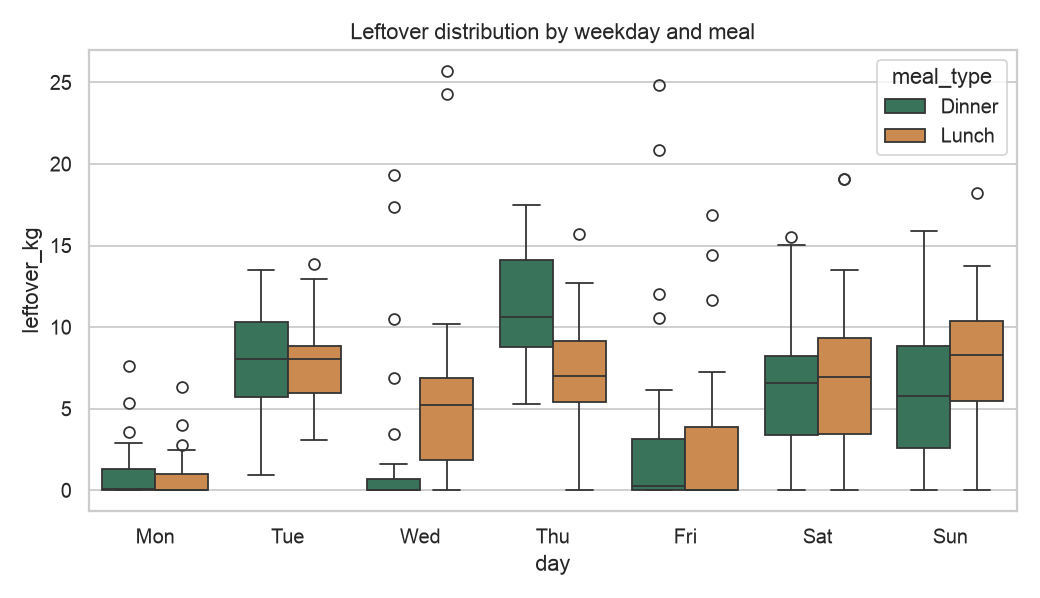 Leftover distribution by weekday and meal
meal_type
Dinner
Lunch
leftover_kg
25
20
15
10
5
0
Mon Tue Wed Thu Fri Sat Sun
day